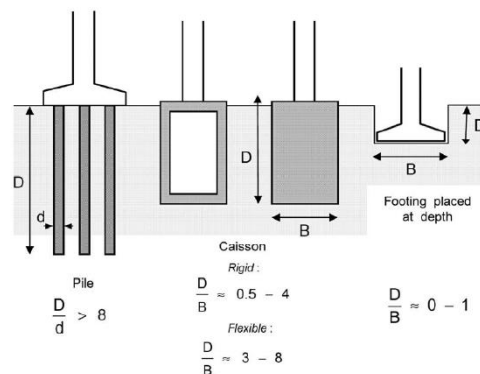 D
d
Pile
D/d > 8
D
B
Caisson
Rigid :
D/B ≈ 0.5 – 4
Flexible :
D/B ≈ 3 – 8
D
B
Footing placed
at depth
D/B ≈ 0 – 1